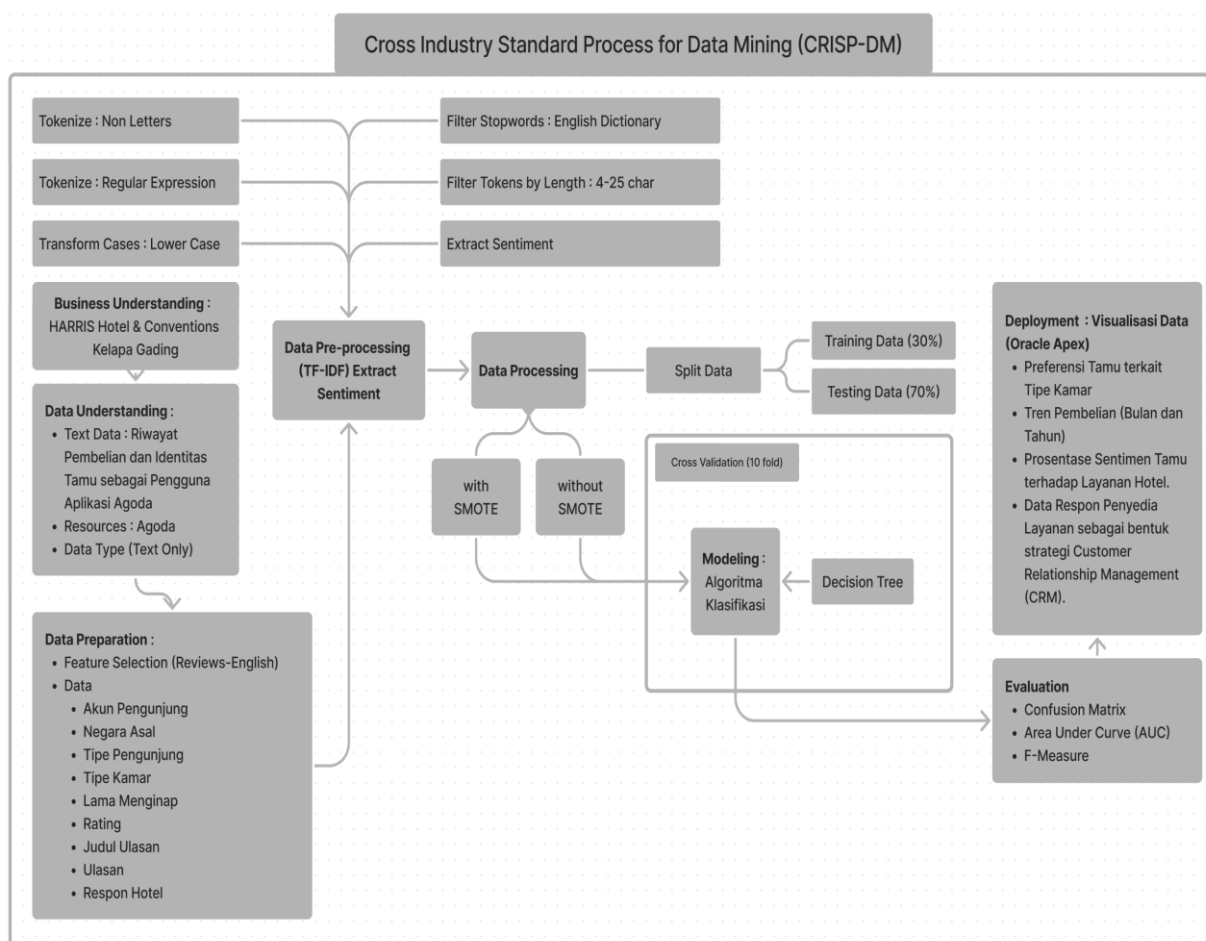 Cross Industry Standard Process for Data Mining (CRISP-DM)
Tokenize : Non Letters
Filter Stopwords : English Dictionary
Tokenize : Regular Expression
Filter Tokens by Length : 4-25 char
Transform Cases : Lower Case
Extract Sentiment
Business Understanding :
HARRIS Hotel & Conventions
Kelapa Gading
Data Understanding :
• Text Data : Riwayat
Pembelian dan Identitas
Tamu sebagai Pengguna
Aplikasi Agoda
• Resources : Agoda
• Data Type (Text Only)
Data Preparation :
• Feature Selection (Reviews-English)
• Data
• Akun Pengunjung
• Negara Asal
• Tipe Pengunjung
• Tipe Kamar
• Lama Menginap
• Rating
• Judul Ulasan
• Ulasan
• Respon Hotel
Data Pre-processing
(TF-IDF) Extract
Sentiment
Data Processing
Split Data
Training Data (30%)
Testing Data (70%)
with
SMOTE
without
SMOTE
Cross Validation (10 fold)
Modeling :
Algoritma
Klasifikasi
Decision Tree
Evaluation
• Confusion Matrix
• Area Under Curve (AUC)
• F-Measure
Deployment : Visualisasi Data
(Oracle Apex)
• Preferensi Tamu terkait
Tipe Kamar
• Tren Pembelian (Bulan dan
Tahun)
• Prosentase Sentimen Tamu
terhadap Layanan Hotel.
• Data Respon Penyedia
Layanan sebagai bentuk
strategi Customer
Relationship Management
(CRM).